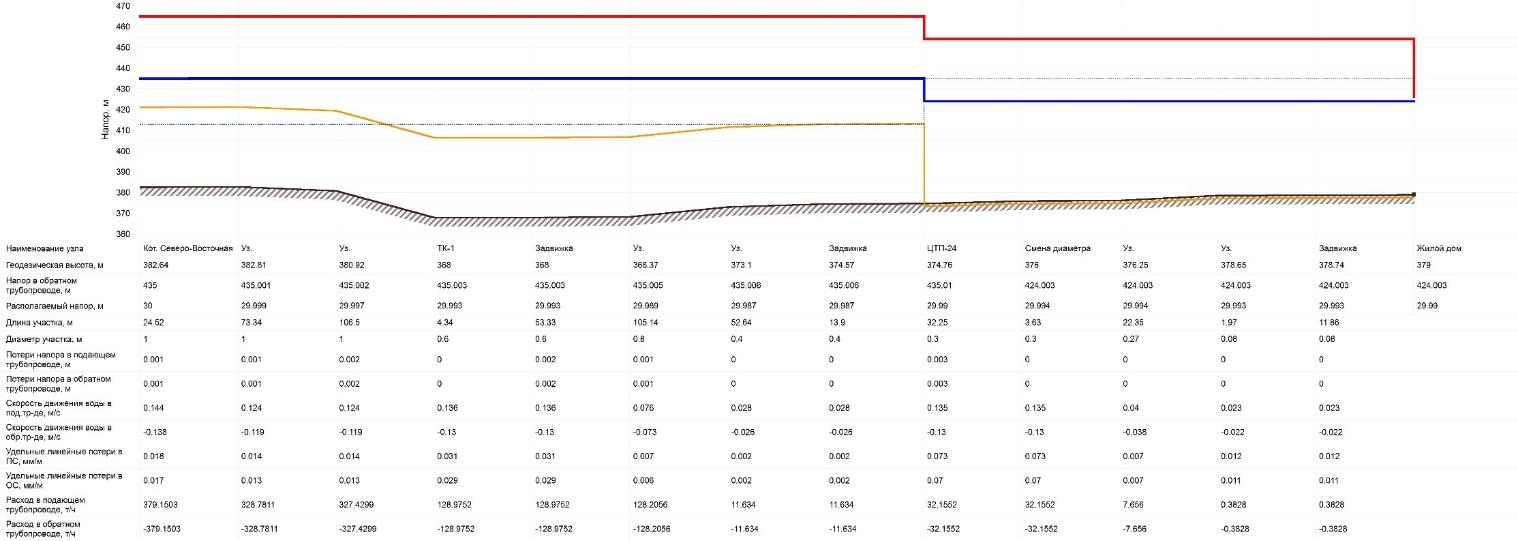 470
460
450
440
430
420
410
400
390
380
370
360
Напор, м
Наименование узла Кот. Северо-Восточная Уз. Уз. ТК-1 Задвижка Уз. Уз. Задвижка ЦТП-24 Смена диаметра Уз. Уз. Задвижка Жилой дом
Геодезическая высота, м 382.64 382.81 380.92 368 368 368.37 373.1 374.57 374.76 376 376.25 378.65 378.74 379
Напор в обратном
трубопроводе, м 435 435.001 435.002 435.003 435.003 435.005 435.006 435.006 435.01 424.003 424.003 424.003 424.003 424.003
Располагаемый напор, м 30 29.999 29.997 29.993 29.993 29.989 29.987 29.987 29.99 29.994 29.994 29.993 29.993 29.99
Длина участка, м 24.52 73.34 106.5 4.34 53.33 105.14 52.64 13.9 32.25 3.63 22.35 1.97 11.86
Диаметр участка, м 1 1 1 0.6 0.6 0.8 0.4 0.4 0.3 0.3 0.27 0.08 0.08
Потери напора в подающем
трубопроводе, м 0.001 0.001 0.002 0 0.002 0.001 0 0 0.003 0 0 0 0
Потери напора в обратном
трубопроводе, м 0.001 0.001 0.002 0 0.002 0.001 0 0 0.003 0 0 0 0
Скорость движения воды в
под.тр-де, м/с 0.144 0.124 0.124 0.136 0.136 0.076 0.028 0.028 0.135 0.135 0.04 0.023 0.023
Скорость движения воды в
обр.тр-де, м/с -0.138 -0.119 -0.119 -0.13 -0.13 -0.073 -0.026 -0.026 -0.13 -0.13 -0.038 -0.022 -0.022
Удельные линейные потери в
ПС, мм/м 0.018 0.014 0.014 0.031 0.031 0.007 0.002 0.002 0.073 0.073 0.007 0.012 0.012
Удельные линейные потери в
ОС, мм/м 0.017 0.013 0.013 0.029 0.029 0.006 0.002 0.002 0.07 0.07 0.007 0.011 0.011
Расход в подающем
трубопроводе, т/ч 379.1503 328.7811 327.4299 128.9752 128.9752 128.2056 11.634 11.634 32.1552 32.1552 7.656 0.3828 0.3828
Расход в обратном
трубопроводе, т/ч -379.1503 -328.7811 -327.4299 -128.9752 -128.9752 -128.2056 -11.634 -11.634 -32.1552 -32.1552 -7.656 -0.3828 -0.3828